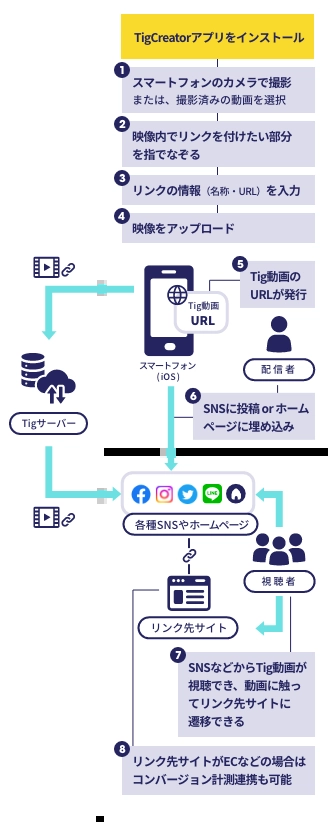 TigCreatorアプリをインストール
1
スマートフォンのカメラで撮影
または、撮影済みの動画を選択
2
映像内でリンクを付けたい部分
を指でなぞる
3
リンクの情報（名称・URL）を入力
4
映像をアップロード
5
Tig動画の
URLが発行
Tig動画
URL
スマートフォン
(iOS)
配信者
6
SNSに投稿 or ホーム
ページに埋め込み
Tigサーバー
LINE
各種SNSやホームページ
視聴者
リンク先サイト
7
SNSなどからTig動画が
視聴でき、動画に触っ
てリンク先サイトに
遷移できる
8
リンク先サイトがECなどの場合は
コンバージョン計測連携も可能